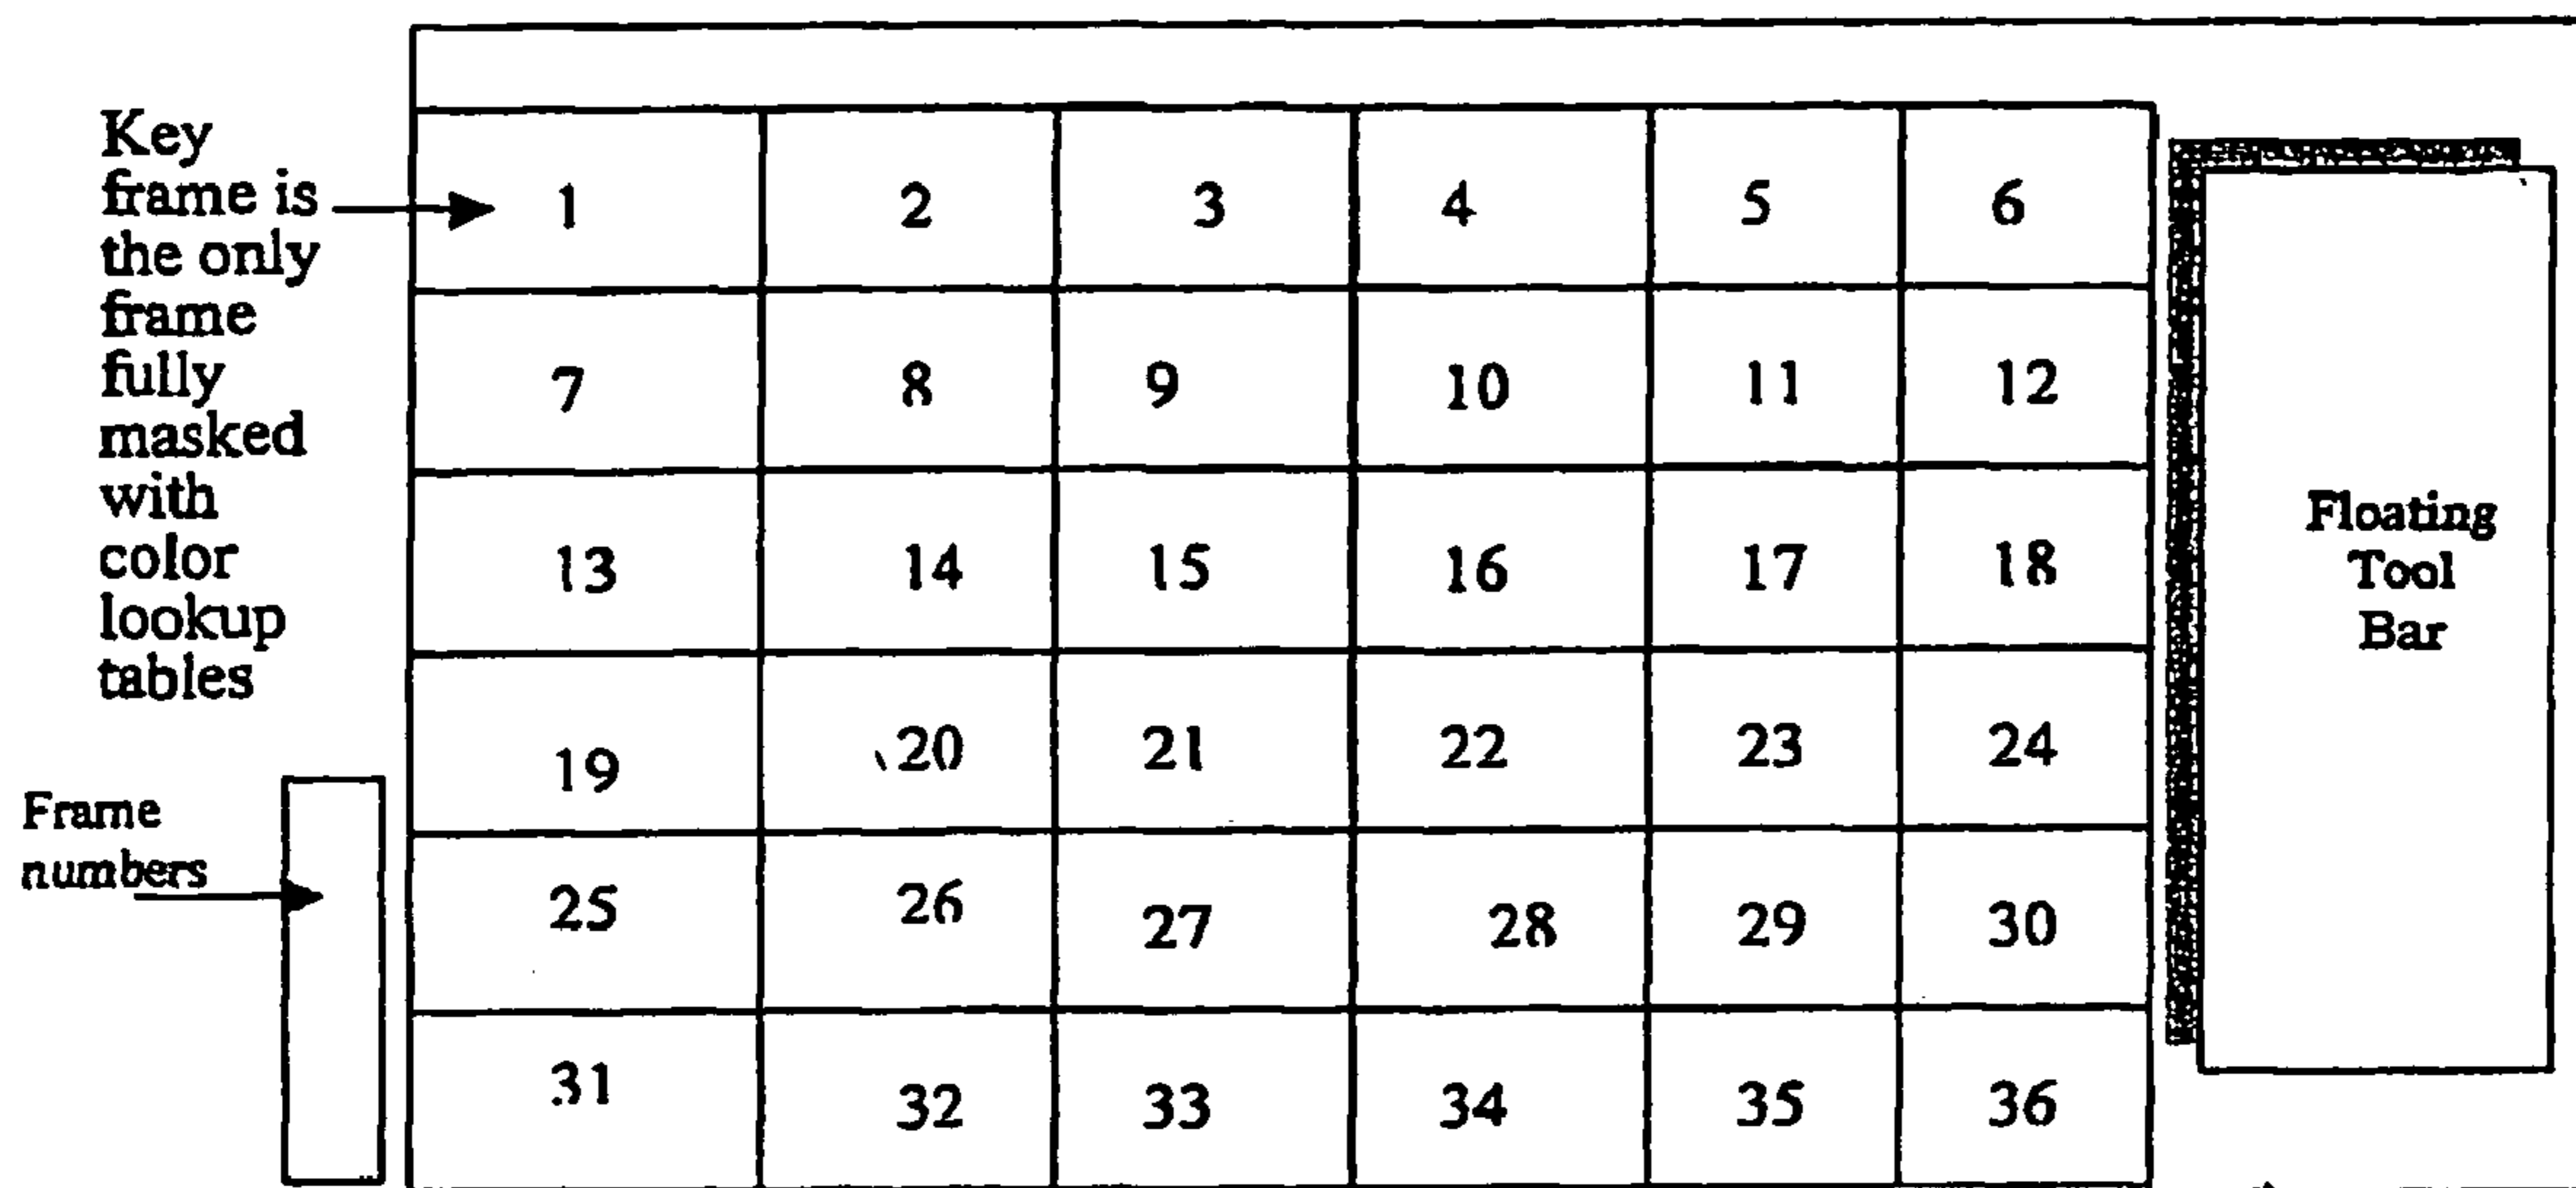 Key
frame is
the only
frame
fully
masked
with
color
lookup
tables
Frame
numbers
1 2 3 4 5 6
7 8 9 10 11 12
13 14 15 16 17 18
19 20 21 22 23 24
25 26 27 28 29 30
31 32 33 34 35 36
Floating
Tool
Bar